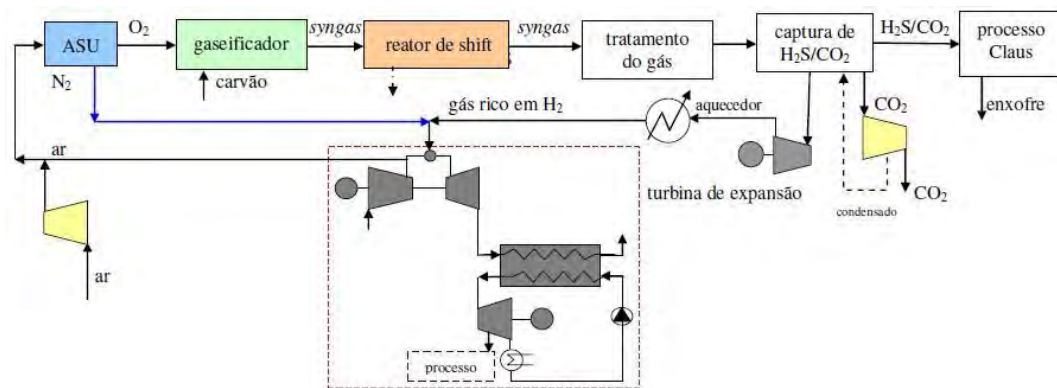 ASU
O₂
gaseificador
syngas
reator de shift
syngas
tratamento
do gás
captura de
H₂S/CO₂
H₂S/CO₂
processo
Claus
N₂
carvão
gás rico em H₂
aquecedor
CO₂
enxofre
ar
turbina de expansão
condensado
CO₂
ar
processo